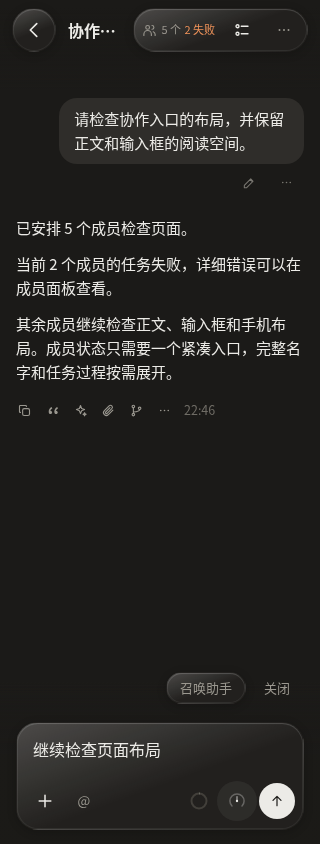 协作…
5 个 2 失败
请检查协作入口的布局，并保留
正文和输入框的阅读空间。
已安排 5 个成员检查页面。
当前 2 个成员的任务失败，详细错误可以在
成员面板查看。
其余成员继续检查正文、输入框和手机布
局。成员状态只需要一个紧凑入口，完整名
字和任务过程按需展开。
22:46
召唤助手 关闭
继续检查页面布局
@